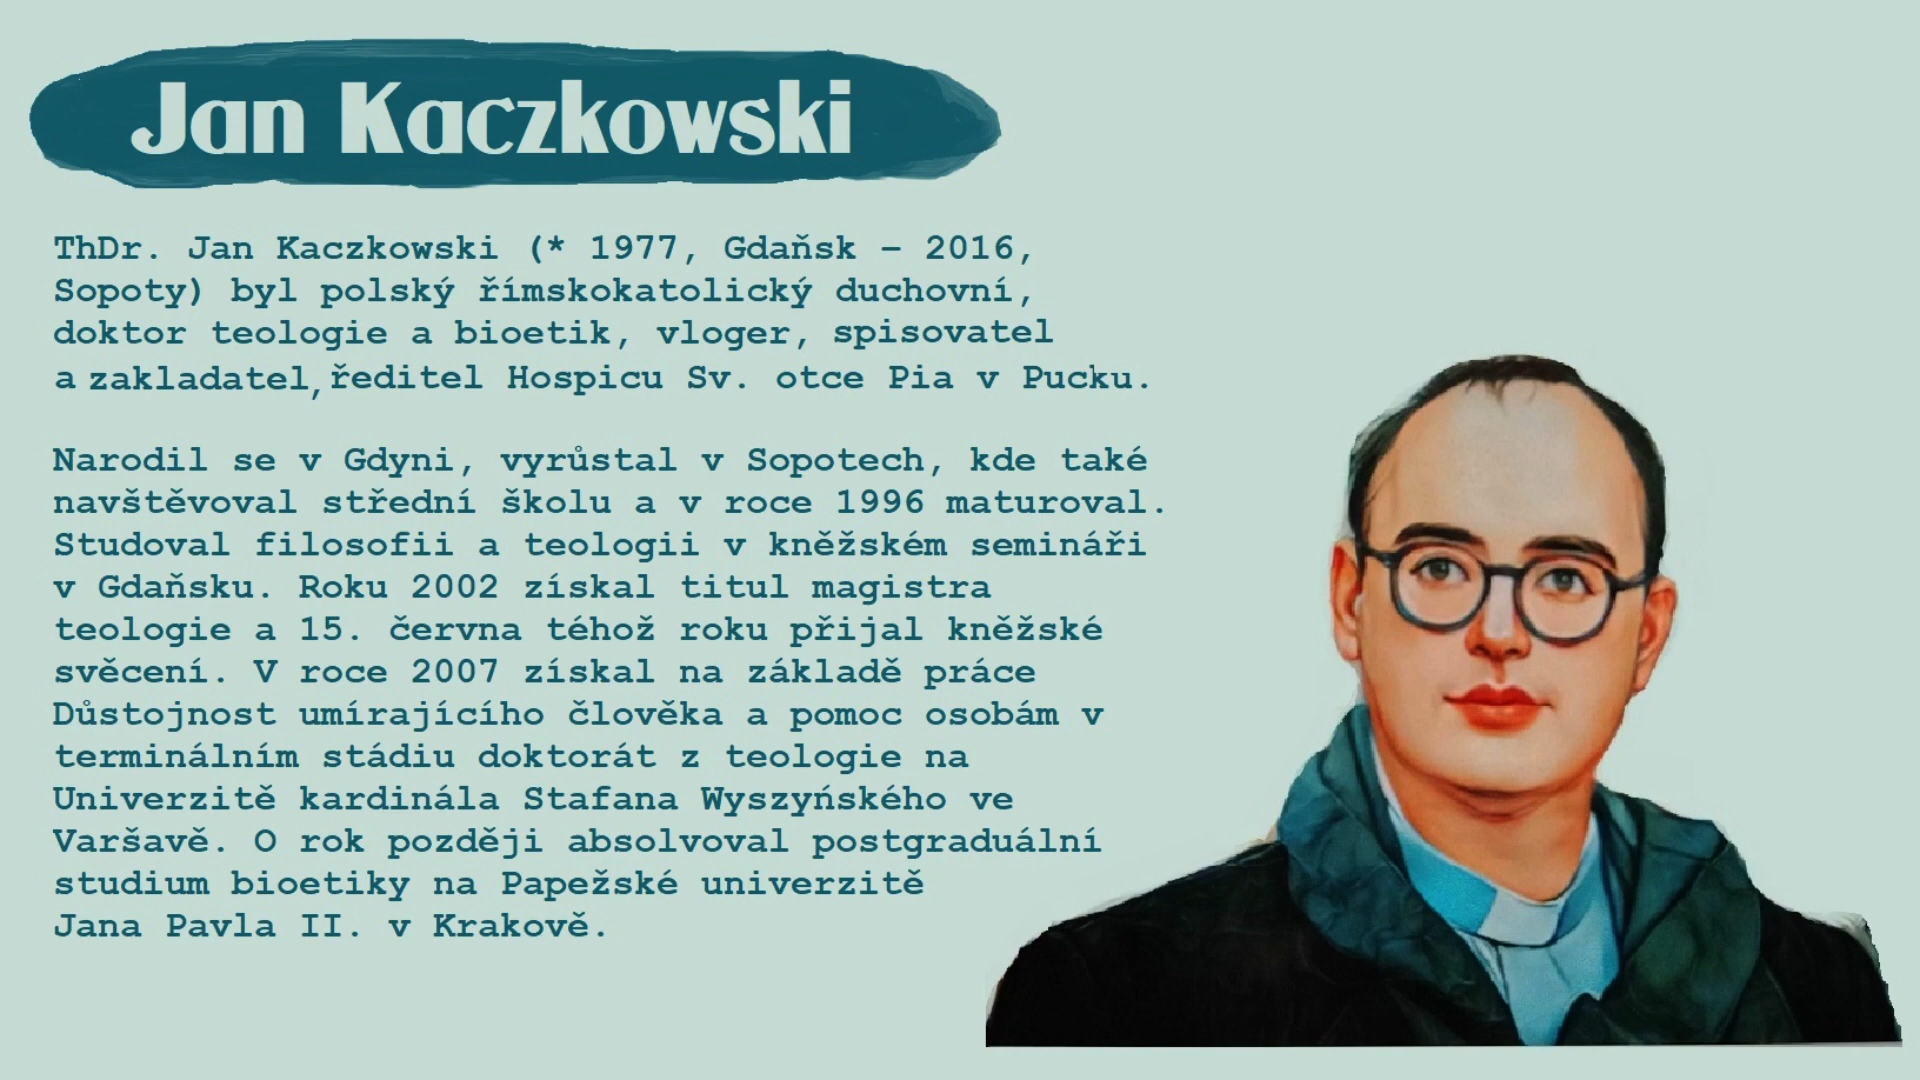 Jan Kaczkowski
ThDr. Jan Kaczkowski (* 1977, Gdaňsk – 2016,
Sopoty) byl polský římskokatolický duchovní,
doktor teologie a bioetik, vloger, spisovatel
a zakladatel,ředitel Hospicu Sv. otce Pia v Pucku.
Narodil se v Gdyni, vyrůstal v Sopotech, kde také
navštěvoval střední školu a v roce 1996 maturoval.
Studoval filosofii a teologii v kněžském semináři
v Gdaňsku. Roku 2002 získal titul magistra
teologie a 15. června téhož roku přijal kněžské
svěcení. V roce 2007 získal na základě práce
Důstojnost umírajícího člověka a pomoc osobám v
terminálním stádiu doktorát z teologie na
Univerzitě kardinála Stafana Wyszyńského ve
Varšavě. O rok později absolvoval postgraduální
studium bioetiky na Papežské univerzitě
Jana Pavla II. v Krakově.